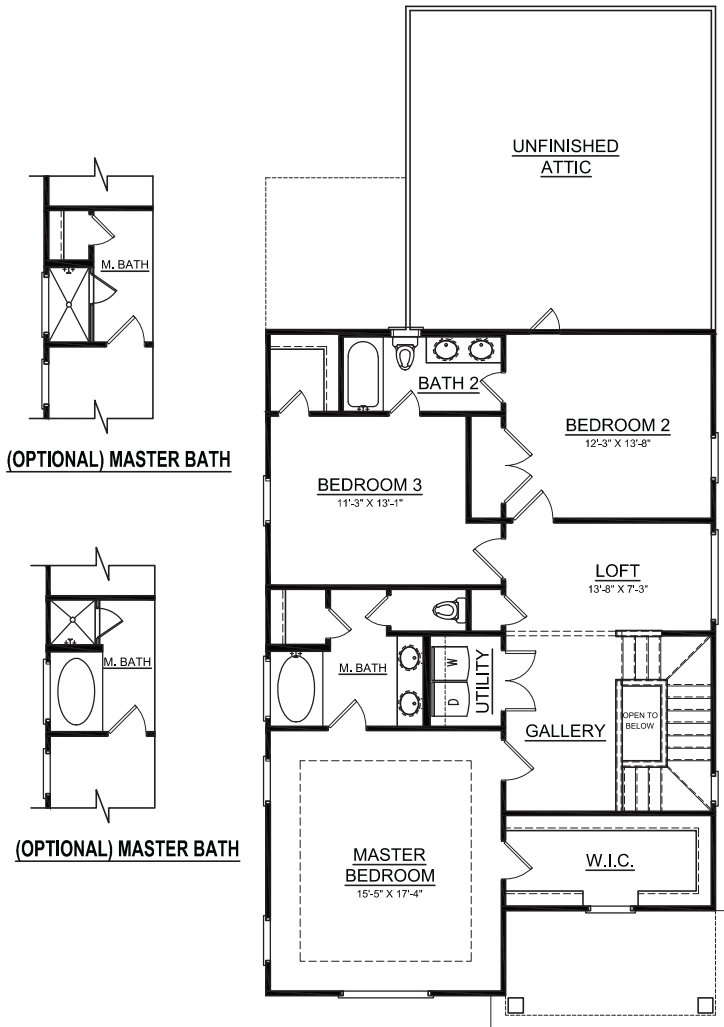 UNFINISHED
ATTIC
M. BATH
(OPTIONAL) MASTER BATH
BATH 2
BEDROOM 2
12'-3" X 13'-8"
BEDROOM 3
11'-3" X 13'-1"
LOFT
13'-8" X 7'-3"
M. BATH
(OPTIONAL) MASTER BATH
M. BATH
W
D
UTILITY
GALLERY
OPEN TO
BELOW
MASTER
BEDROOM
15'-5" X 17'-4"
W.I.C.